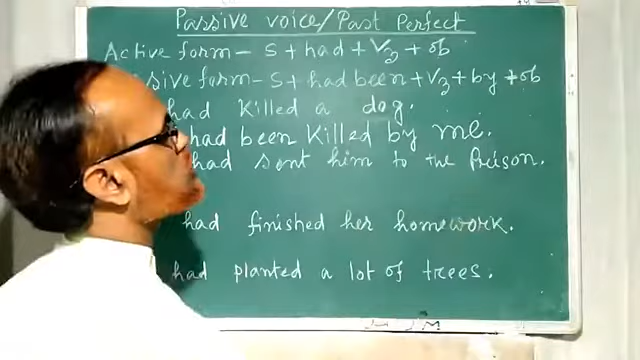 Passive voice/Past Perfect
Active form - S + had + V3 + ob
ssive form - S + had been + V3 + by + ob
had killed a dog.
had been killed by me.
had sent him to the Prison.
had finished her homework.
had planted a lot of trees.